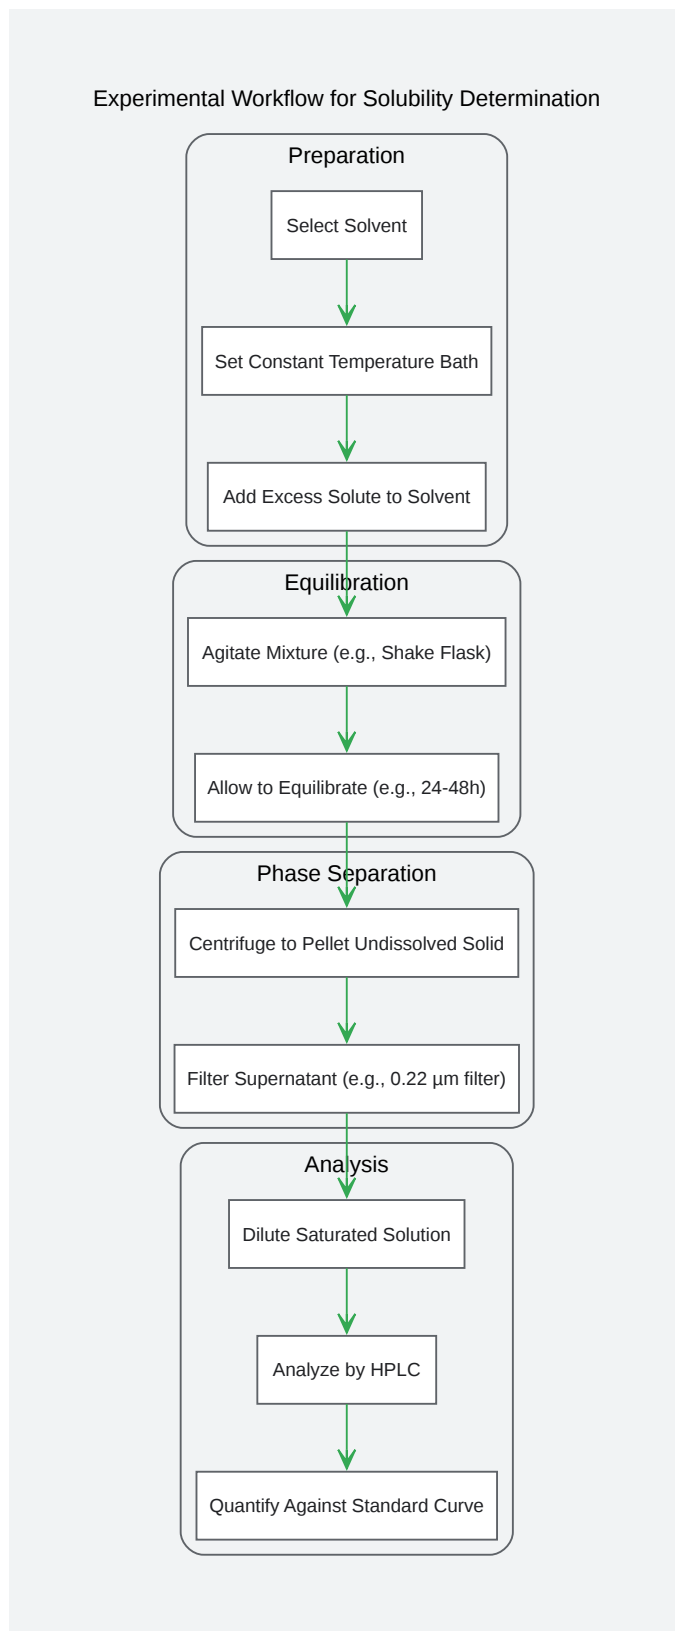 Experimental Workflow for Solubility Determination
Preparation
Select Solvent
Set Constant Temperature Bath
Add Excess Solute to Solvent
Equilibration
Agitate Mixture (e.g., Shake Flask)
Allow to Equilibrate (e.g., 24-48h)
Phase Separation
Centrifuge to Pellet Undissolved Solid
Filter Supernatant (e.g., 0.22 µm filter)
Analysis
Dilute Saturated Solution
Analyze by HPLC
Quantify Against Standard Curve